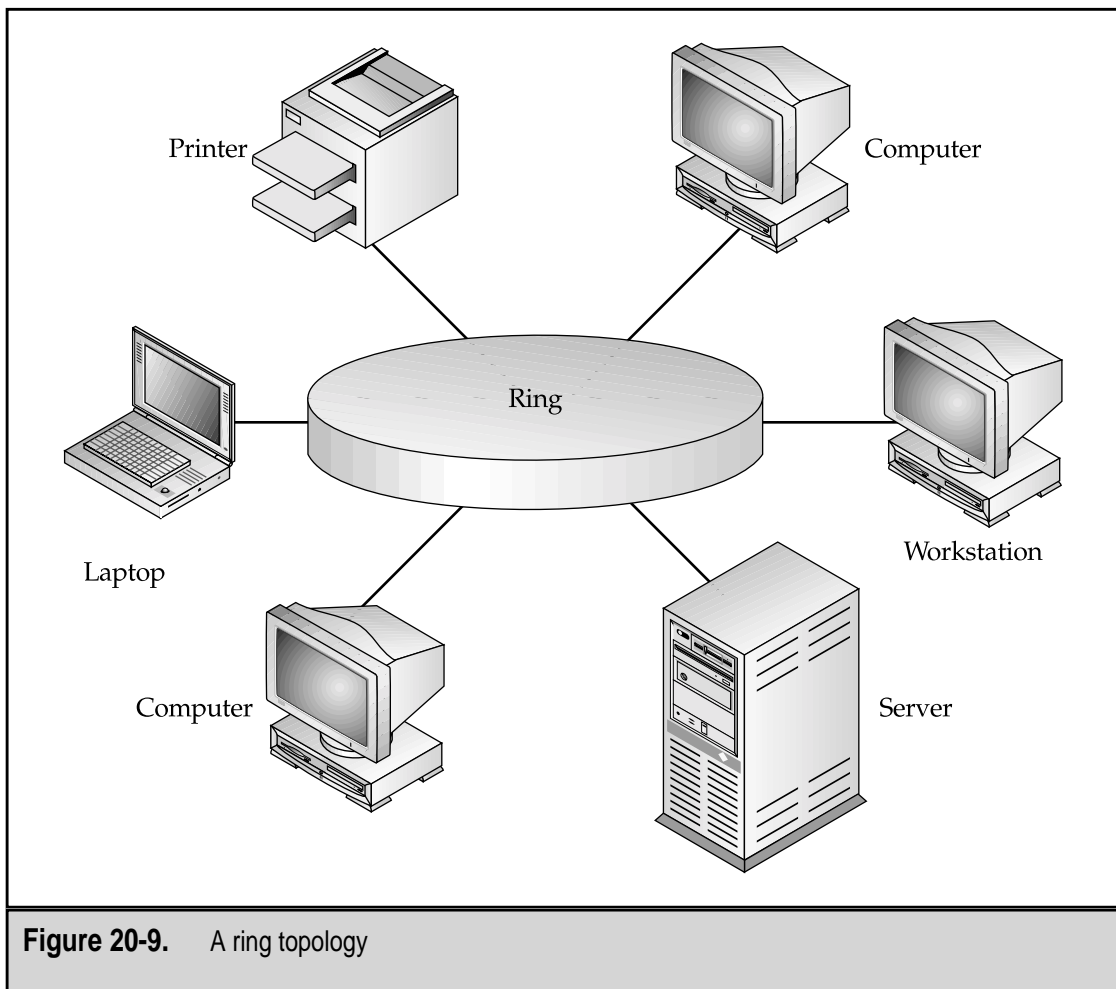 Printer
Computer
Ring
Laptop
Workstation
Computer
Server
Figure 20-9. A ring topology